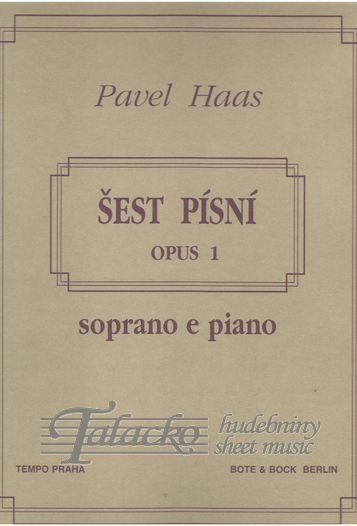 Pavel Haas
ŠEST PÍSNÍ
OPUS 1
soprano e piano
Talacko hudebniny
sheet music
TEMPO PRAHA BOTE & BOCK BERLIN